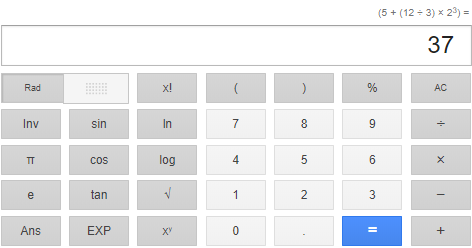 (5 + (12 ÷ 3) × 2³) =
37
Rad x! ( ) % AC
Inv sin ln 7 8 9 ÷
π cos log 4 5 6 ×
e tan √ 1 2 3 −
Ans EXP xʸ 0 . = +